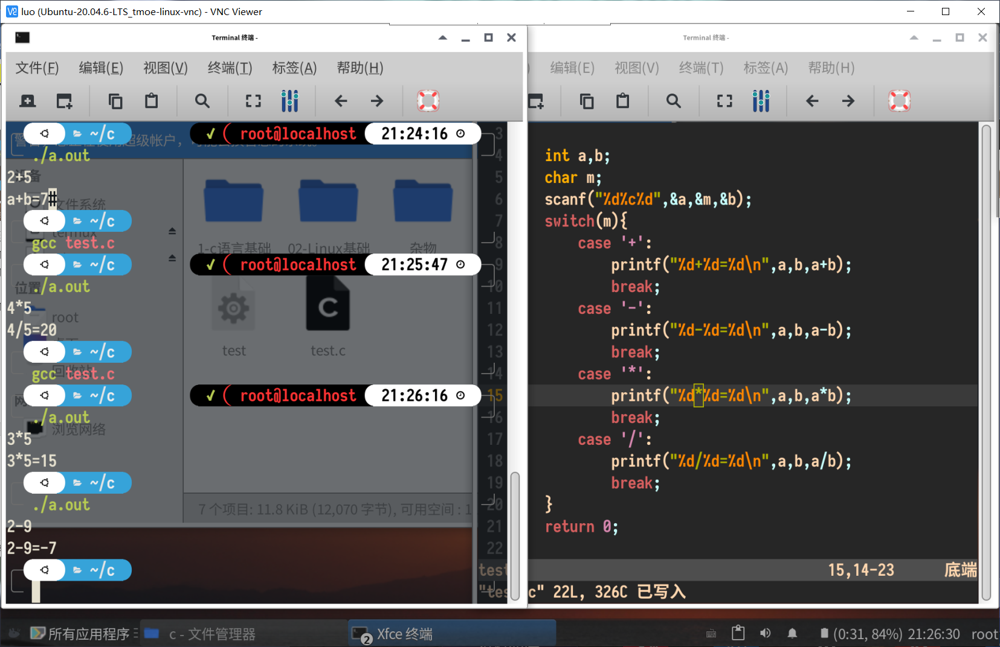 luo (Ubuntu-20.04.6-LTS_tmoe-linux-vnc) - VNC Viewer
Terminal 终端 -
文件(F) 编辑(E) 视图(V) 终端(T) 标签(A) 帮助(H)
~/c ✓ root@localhost 21:24:16
./a.out
2+5
a+b=7#
~/c
gcc test.c
~/c ✓ root@localhost 21:25:47
./a.out
4*5
4/5=20
~/c
gcc test.c
~/c ✓ root@localhost 21:26:16
./a.out
3*5
3*5=15
~/c
./a.out
2-9
2-9=-7
~/c
文件系统
termux
位置
root
回收站
浏览网络
1-c语言基础 02-Linux基础 杂物
test test.c
7 个项目: 11.8 KiB (12,070 字节), 可用空间 : 1
Terminal 终端 -
编辑(E) 视图(V) 终端(T) 标签(A) 帮助(H)
3
4 int a,b;
5 char m;
6 scanf("%d%c%d",&a,&m,&b);
7 switch(m){
8 case '+':
9 printf("%d+%d=%d\n",a,b,a+b);
10 break;
11 case '-':
12 printf("%d-%d=%d\n",a,b,a-b);
13 break;
14 case '*':
15 printf("%d*%d=%d\n",a,b,a*b);
16 break;
17 case '/':
18 printf("%d/%d=%d\n",a,b,a/b);
19 break;
20 }
21 return 0;
22
test 15,14-23 底端
"tes c" 22L, 326C 已写入
所有应用程序 c - 文件管理器 2 Xfce 终端 (0:31, 84%) 21:26:30 root